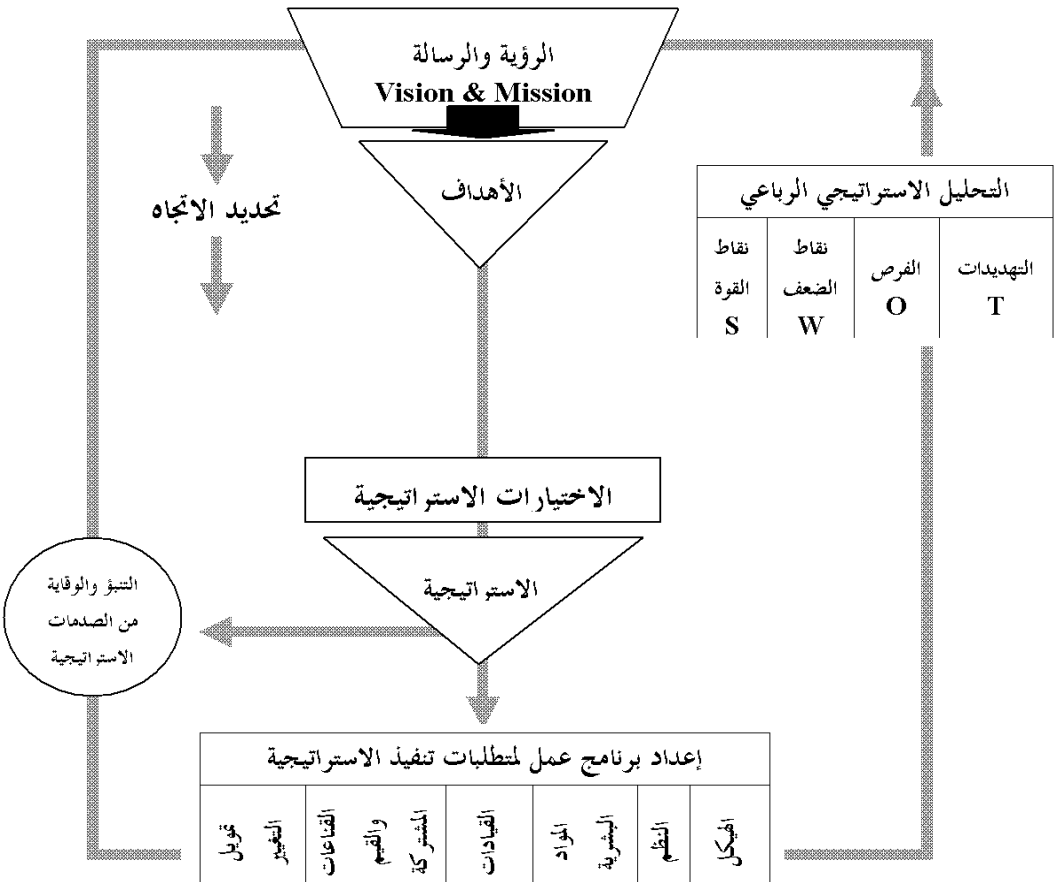 الرؤية والرسالة
Vision & Mission
الأهداف
تحديد الاتجاه
التحليل الاستراتيجي الرباعي
نقاط
القوة
S
نقاط
الضعف
W
الفرص
O
التهديدات
T
الاختيارات الاستراتيجية
الاستراتيجية
التنبؤ والوقاية
من الصدمات
الاستراتيجية
إعداد برنامج عمل لمتطلبات تنفيذ الاستراتيجية
الهيكل
النظم
المواد
البشرية
القيادات
القناعات
والقيم
المشتركة
تمويل
التغيير